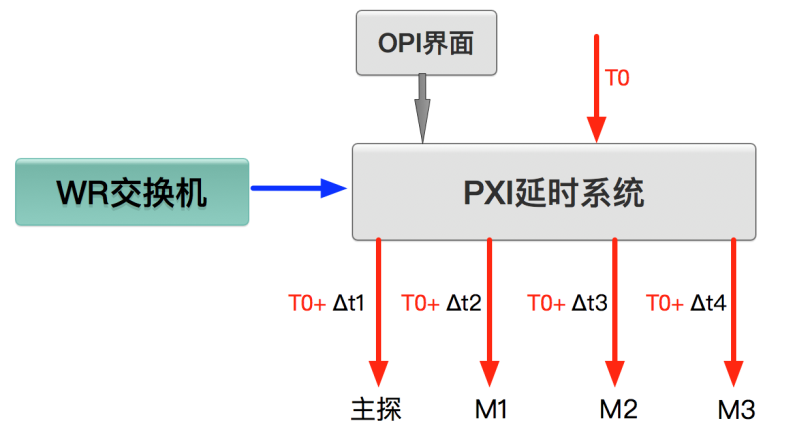 OPI界面
T0
WR交换机
PXI延时系统
T0+ Δt1
T0+ Δt2
T0+ Δt3
T0+ Δt4
主探
M1
M2
M3